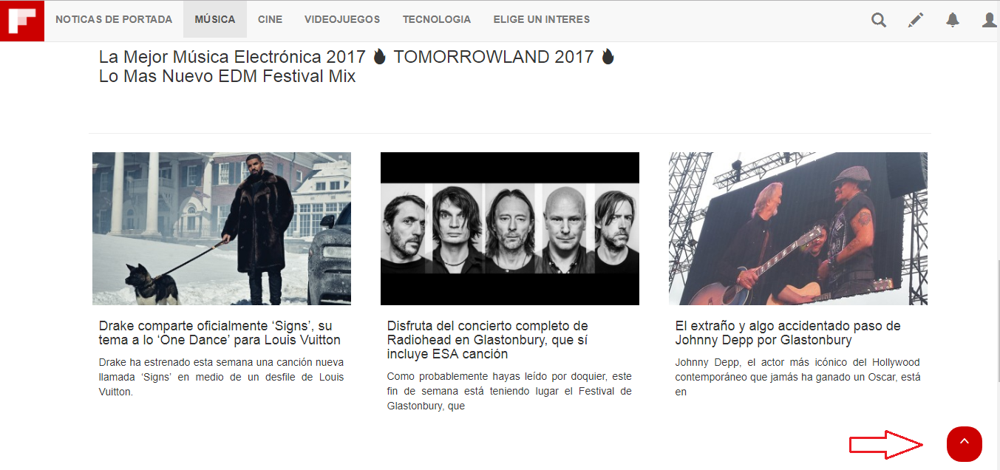 NOTICAS DE PORTADA MÚSICA CINE VIDEOJUEGOS TECNOLOGIA ELIGE UN INTERES
La Mejor Música Electrónica 2017 TOMORROWLAND 2017
Lo Mas Nuevo EDM Festival Mix
Drake comparte oficialmente ‘Signs’, su
tema a lo ‘One Dance’ para Louis Vuitton
Drake ha estrenado esta semana una canción nueva
llamada ‘Signs’ en medio de un desfile de Louis
Vuitton.
Disfruta del concierto completo de
Radiohead en Glastonbury, que sí
incluye ESA canción
Como probablemente hayas leído por doquier, este
fin de semana está teniendo lugar el Festival de
Glastonbury, que
El extraño y algo accidentado paso de
Johnny Depp por Glastonbury
Johnny Depp, el actor más icónico del Hollywood
contemporáneo que jamás ha ganado un Oscar, está
en